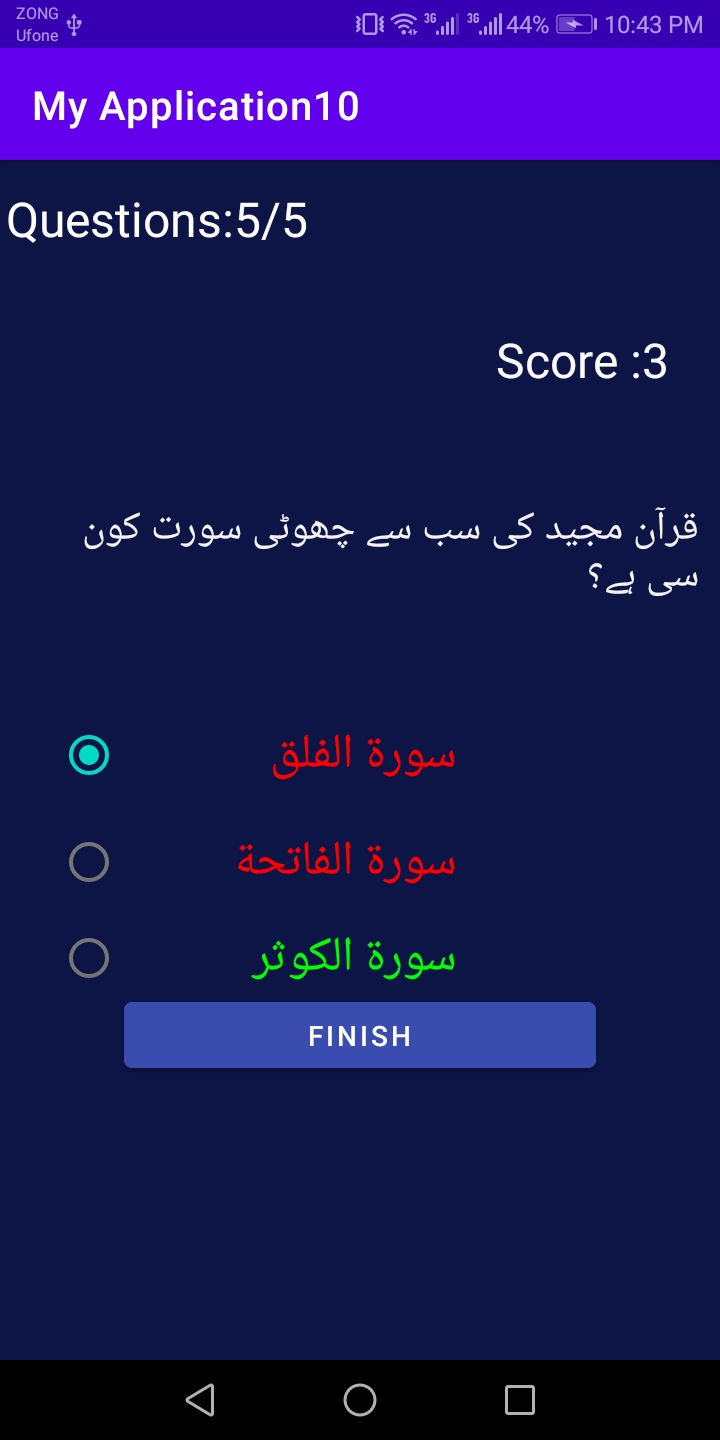 ZONG
Ufone
3G 3G 44% 10:43 PM
My Application10
Questions:5/5
Score :3
قرآن مجید کی سب سے چھوٹی سورت کون
سی ہے؟
سورة الفلق
سورة الفاتحة
سورة الكوثر
FINISH